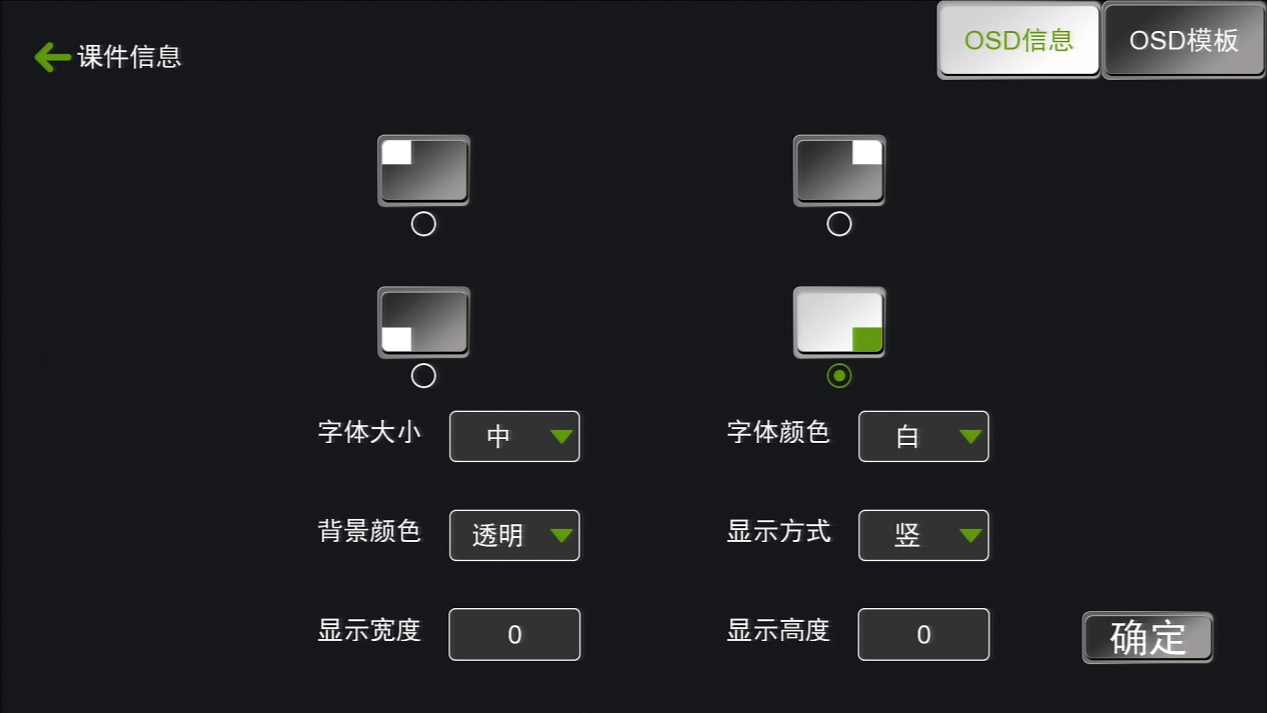 课件信息
OSD信息
OSD模板
字体大小
中
字体颜色
白
背景颜色
透明
显示方式
竖
显示宽度
0
显示高度
0
确定